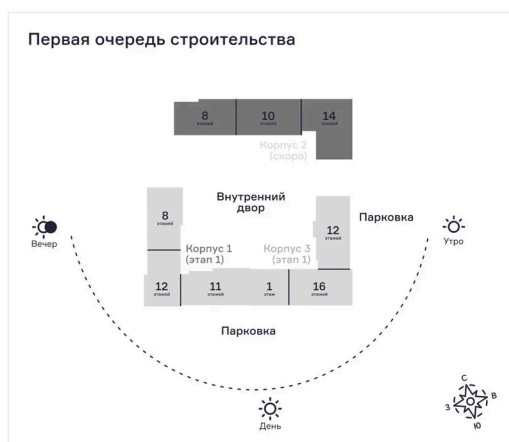 Первая очередь строительства
8
этажей
10
этажей
14
этажей
Корпус 2
(скоро)
Внутренний
двор
8
этажей
12
этажей
Парковка
Вечер
Утро
Корпус 1
(этап 1)
Корпус 3
(этап 1)
12
этажей
11
этажей
1
этаж
16
этажей
Парковка
День
С
В
З
Ю